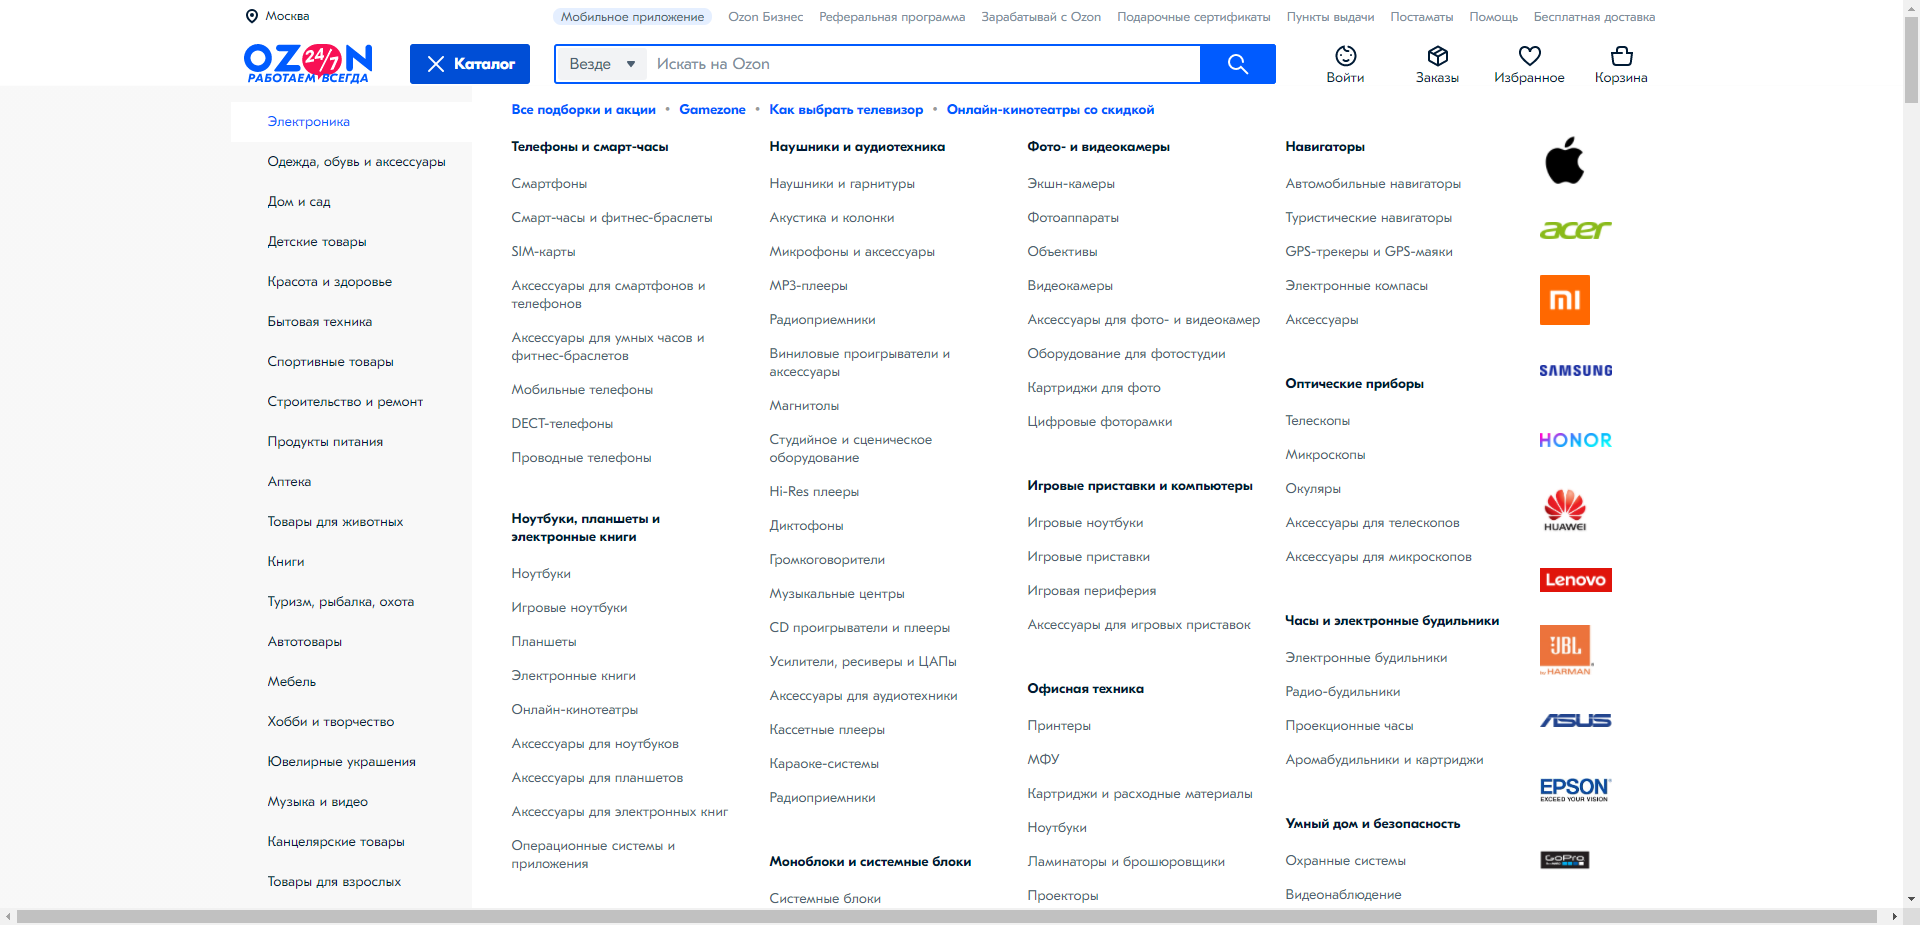 Москва
Мобильное приложение
Ozon Бизнес
Реферальная программа
Зарабатывай с Ozon
Подарочные сертификаты
Пункты выдачи
Постаматы
Помощь
Бесплатная доставка
OZON 24/7
РАБОТАЕМ ВСЕГДА
Каталог
Везде
Искать на Ozon
Войти
Заказы
Избранное
Корзина
Электроника
Одежда, обувь и аксессуары
Дом и сад
Детские товары
Красота и здоровье
Бытовая техника
Спортивные товары
Строительство и ремонт
Продукты питания
Аптека
Товары для животных
Книги
Туризм, рыбалка, охота
Автотовары
Мебель
Хобби и творчество
Ювелирные украшения
Музыка и видео
Канцелярские товары
Товары для взрослых
Все подборки и акции • Gamezone • Как выбрать телевизор • Онлайн-кинотеатры со скидкой
Телефоны и смарт-часы
Смартфоны
Смарт-часы и фитнес-браслеты
SIM-карты
Аксессуары для смартфонов и
телефонов
Аксессуары для умных часов и
фитнес-браслетов
Мобильные телефоны
DECT-телефоны
Проводные телефоны
Ноутбуки, планшеты и
электронные книги
Ноутбуки
Игровые ноутбуки
Планшеты
Электронные книги
Онлайн-кинотеатры
Аксессуары для ноутбуков
Аксессуары для планшетов
Аксессуары для электронных книг
Операционные системы и
приложения
Наушники и аудиотехника
Наушники и гарнитуры
Акустика и колонки
Микрофоны и аксессуары
MP3-плееры
Радиоприемники
Виниловые проигрыватели и
аксессуары
Магнитолы
Студийное и сценическое
оборудование
Hi-Res плееры
Диктофоны
Громкоговорители
Музыкальные центры
CD проигрыватели и плееры
Усилители, ресиверы и ЦАПы
Аксессуары для аудиотехники
Кассетные плееры
Караоке-системы
Радиоприемники
Моноблоки и системные блоки
Системные блоки
Фото- и видеокамеры
Экшн-камеры
Фотоаппараты
Объективы
Видеокамеры
Аксессуары для фото- и видеокамер
Оборудование для фотостудии
Картриджи для фото
Цифровые фоторамки
Игровые приставки и компьютеры
Игровые ноутбуки
Игровые приставки
Игровая периферия
Аксессуары для игровых приставок
Офисная техника
Принтеры
МФУ
Картриджи и расходные материалы
Ноутбуки
Ламинаторы и брошюровщики
Проекторы
Навигаторы
Автомобильные навигаторы
Туристические навигаторы
GPS-трекеры и GPS-маяки
Электронные компасы
Аксессуары
Оптические приборы
Телескопы
Микроскопы
Окуляры
Аксессуары для телескопов
Аксессуары для микроскопов
Часы и электронные будильники
Электронные будильники
Радио-будильники
Проекционные часы
Аромабудильники и картриджи
Умный дом и безопасность
Охранные системы
Видеонаблюдение
acer
MI
SAMSUNG
HONOR
HUAWEI
Lenovo
JBL
by HARMAN
ASUS
EPSON
EXCEED YOUR VISION
GoPro